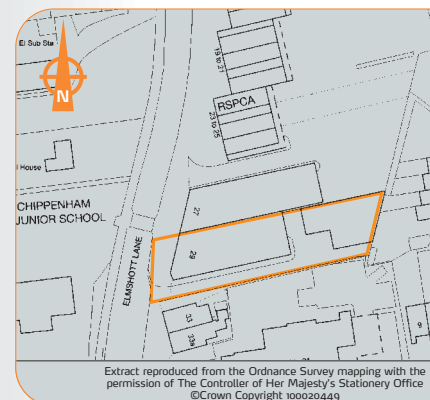 El Sub Sta
N
19 to 21
RSPCA
23 to 25
l House
CHIPPENHAM
JUNIOR SCHOOL
27
ELMSHOTT LANE
29
33
33a
9
Extract reproduced from the Ordnance Survey mapping with the
permission of The Controller of Her Majesty's Stationery Office
©Crown Copyright 100020449